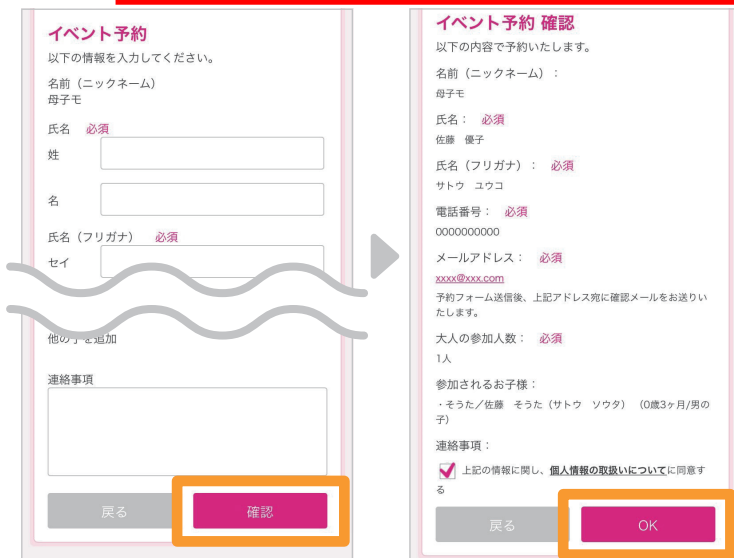 イベント予約
以下の情報を入力してください。
名前（ニックネーム）
母子モ
氏名　必須
姓
名
氏名（フリガナ）　必須
セイ
他の子を追加
連絡事項
戻る
確認
イベント予約 確認
以下の内容で予約いたします。
名前（ニックネーム）：
母子モ
氏名：　必須
佐藤　優子
氏名（フリガナ）：　必須
サトウ　ユウコ
電話番号：　必須
0000000000
メールアドレス：　必須
xxxx@xxx.com
予約フォーム送信後、上記アドレス宛に確認メールをお送りい
たします。
大人の参加人数：　必須
1人
参加されるお子様：
・そうた／佐藤　そうた（サトウ　ソウタ）　（0歳3ヶ月/男の
子）
連絡事項：
上記の情報に関し、個人情報の取扱いについてに同意す
る
戻る
OK